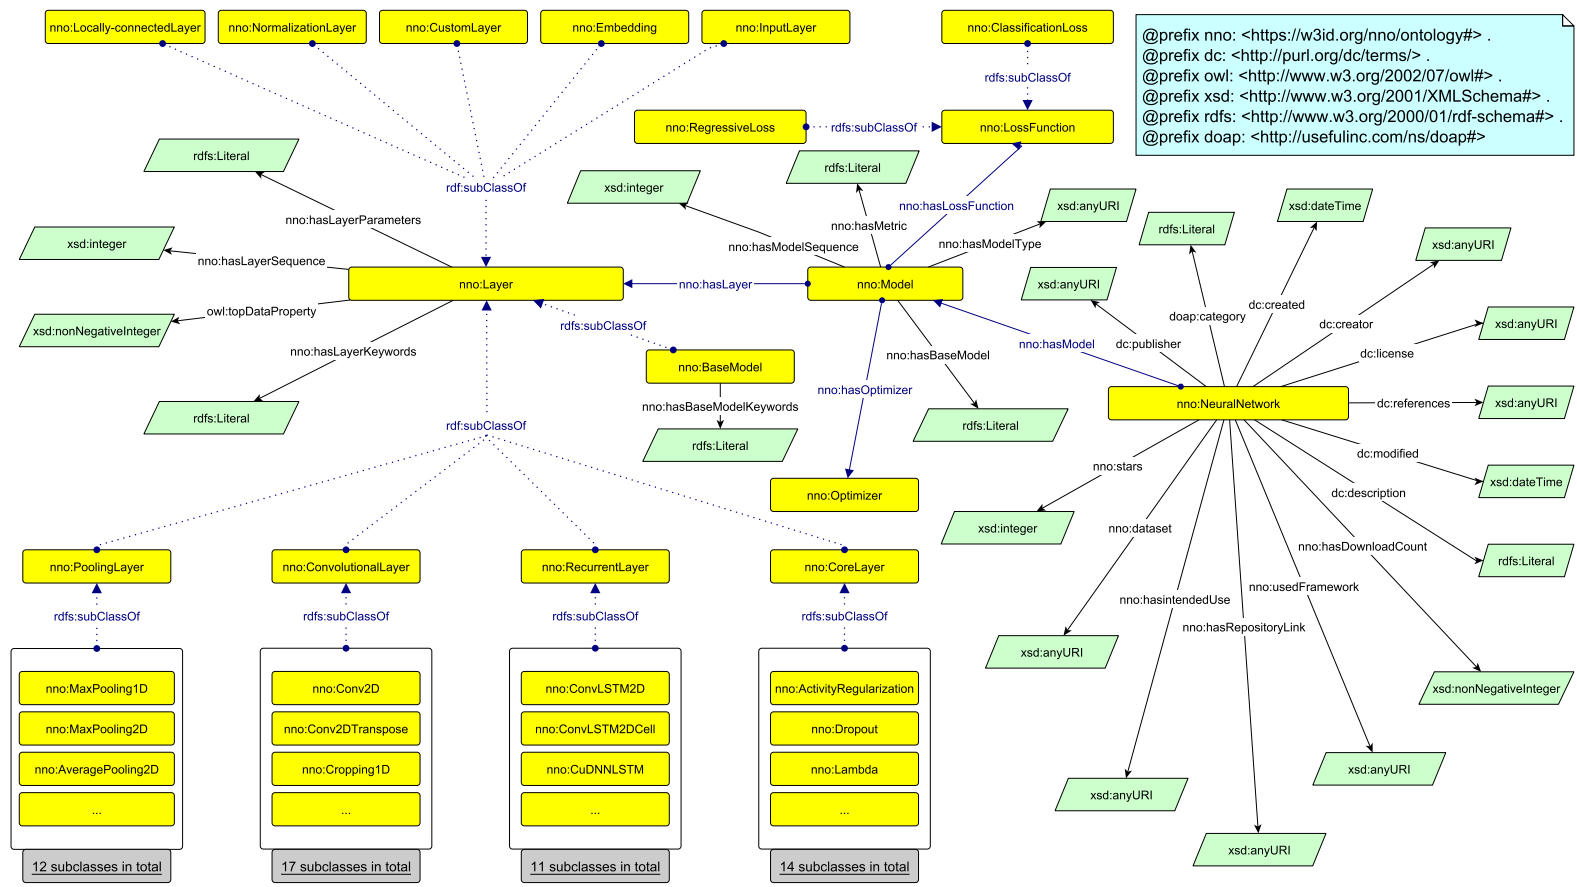 nno:Locally-connectedLayer
nno:NormalizationLayer
nno:CustomLayer
nno:Embedding
nno:InputLayer
nno:ClassificationLoss
@prefix nno: <https://w3id.org/nno/ontology#> .
@prefix dc: <http://purl.org/dc/terms/> .
@prefix owl: <http://www.w3.org/2002/07/owl#> .
@prefix xsd: <http://www.w3.org/2001/XMLSchema#> .
@prefix rdfs: <http://www.w3.org/2000/01/rdf-schema#> .
@prefix doap: <http://usefulinc.com/ns/doap#>
rdfs:subClassOf
nno:RegressiveLoss
rdfs:subClassOf
nno:LossFunction
rdfs:Literal
rdf:subClassOf
xsd:integer
rdfs:Literal
nno:hasLossFunction
xsd:anyURI
nno:hasLayerParameters
nno:hasMetric
nno:hasModelSequence
nno:hasModelType
xsd:integer
nno:hasLayerSequence
nno:Layer
nno:hasLayer
nno:Model
rdfs:Literal
xsd:dateTime
xsd:anyURI
xsd:anyURI
dc:created
doap:category
dc:creator
xsd:anyURI
owl:topDataProperty
xsd:nonNegativeInteger
rdfs:subClassOf
nno:hasLayerKeywords
nno:hasBaseModel
nno:hasModel
dc:publisher
dc:license
nno:BaseModel
nno:hasOptimizer
nno:hasBaseModelKeywords
nno:NeuralNetwork
dc:references
xsd:anyURI
rdfs:Literal
rdf:subClassOf
rdfs:Literal
rdfs:Literal
nno:Optimizer
nno:stars
dc:modified
xsd:dateTime
dc:description
xsd:integer
nno:dataset
nno:hasDownloadCount
rdfs:Literal
nno:usedFramework
nno:hasintendedUse
nno:hasRepositoryLink
xsd:anyURI
xsd:nonNegativeInteger
xsd:anyURI
xsd:anyURI
xsd:anyURI
nno:PoolingLayer
nno:ConvolutionalLayer
nno:RecurrentLayer
nno:CoreLayer
rdfs:subClassOf
rdfs:subClassOf
rdfs:subClassOf
rdfs:subClassOf
nno:MaxPooling1D
nno:MaxPooling2D
nno:AveragePooling2D
...
12 subclasses in total
nno:Conv2D
nno:Conv2DTranspose
nno:Cropping1D
...
17 subclasses in total
nno:ConvLSTM2D
nno:ConvLSTM2DCell
nno:CuDNNLSTM
...
11 subclasses in total
nno:ActivityRegularization
nno:Dropout
nno:Lambda
...
14 subclasses in total